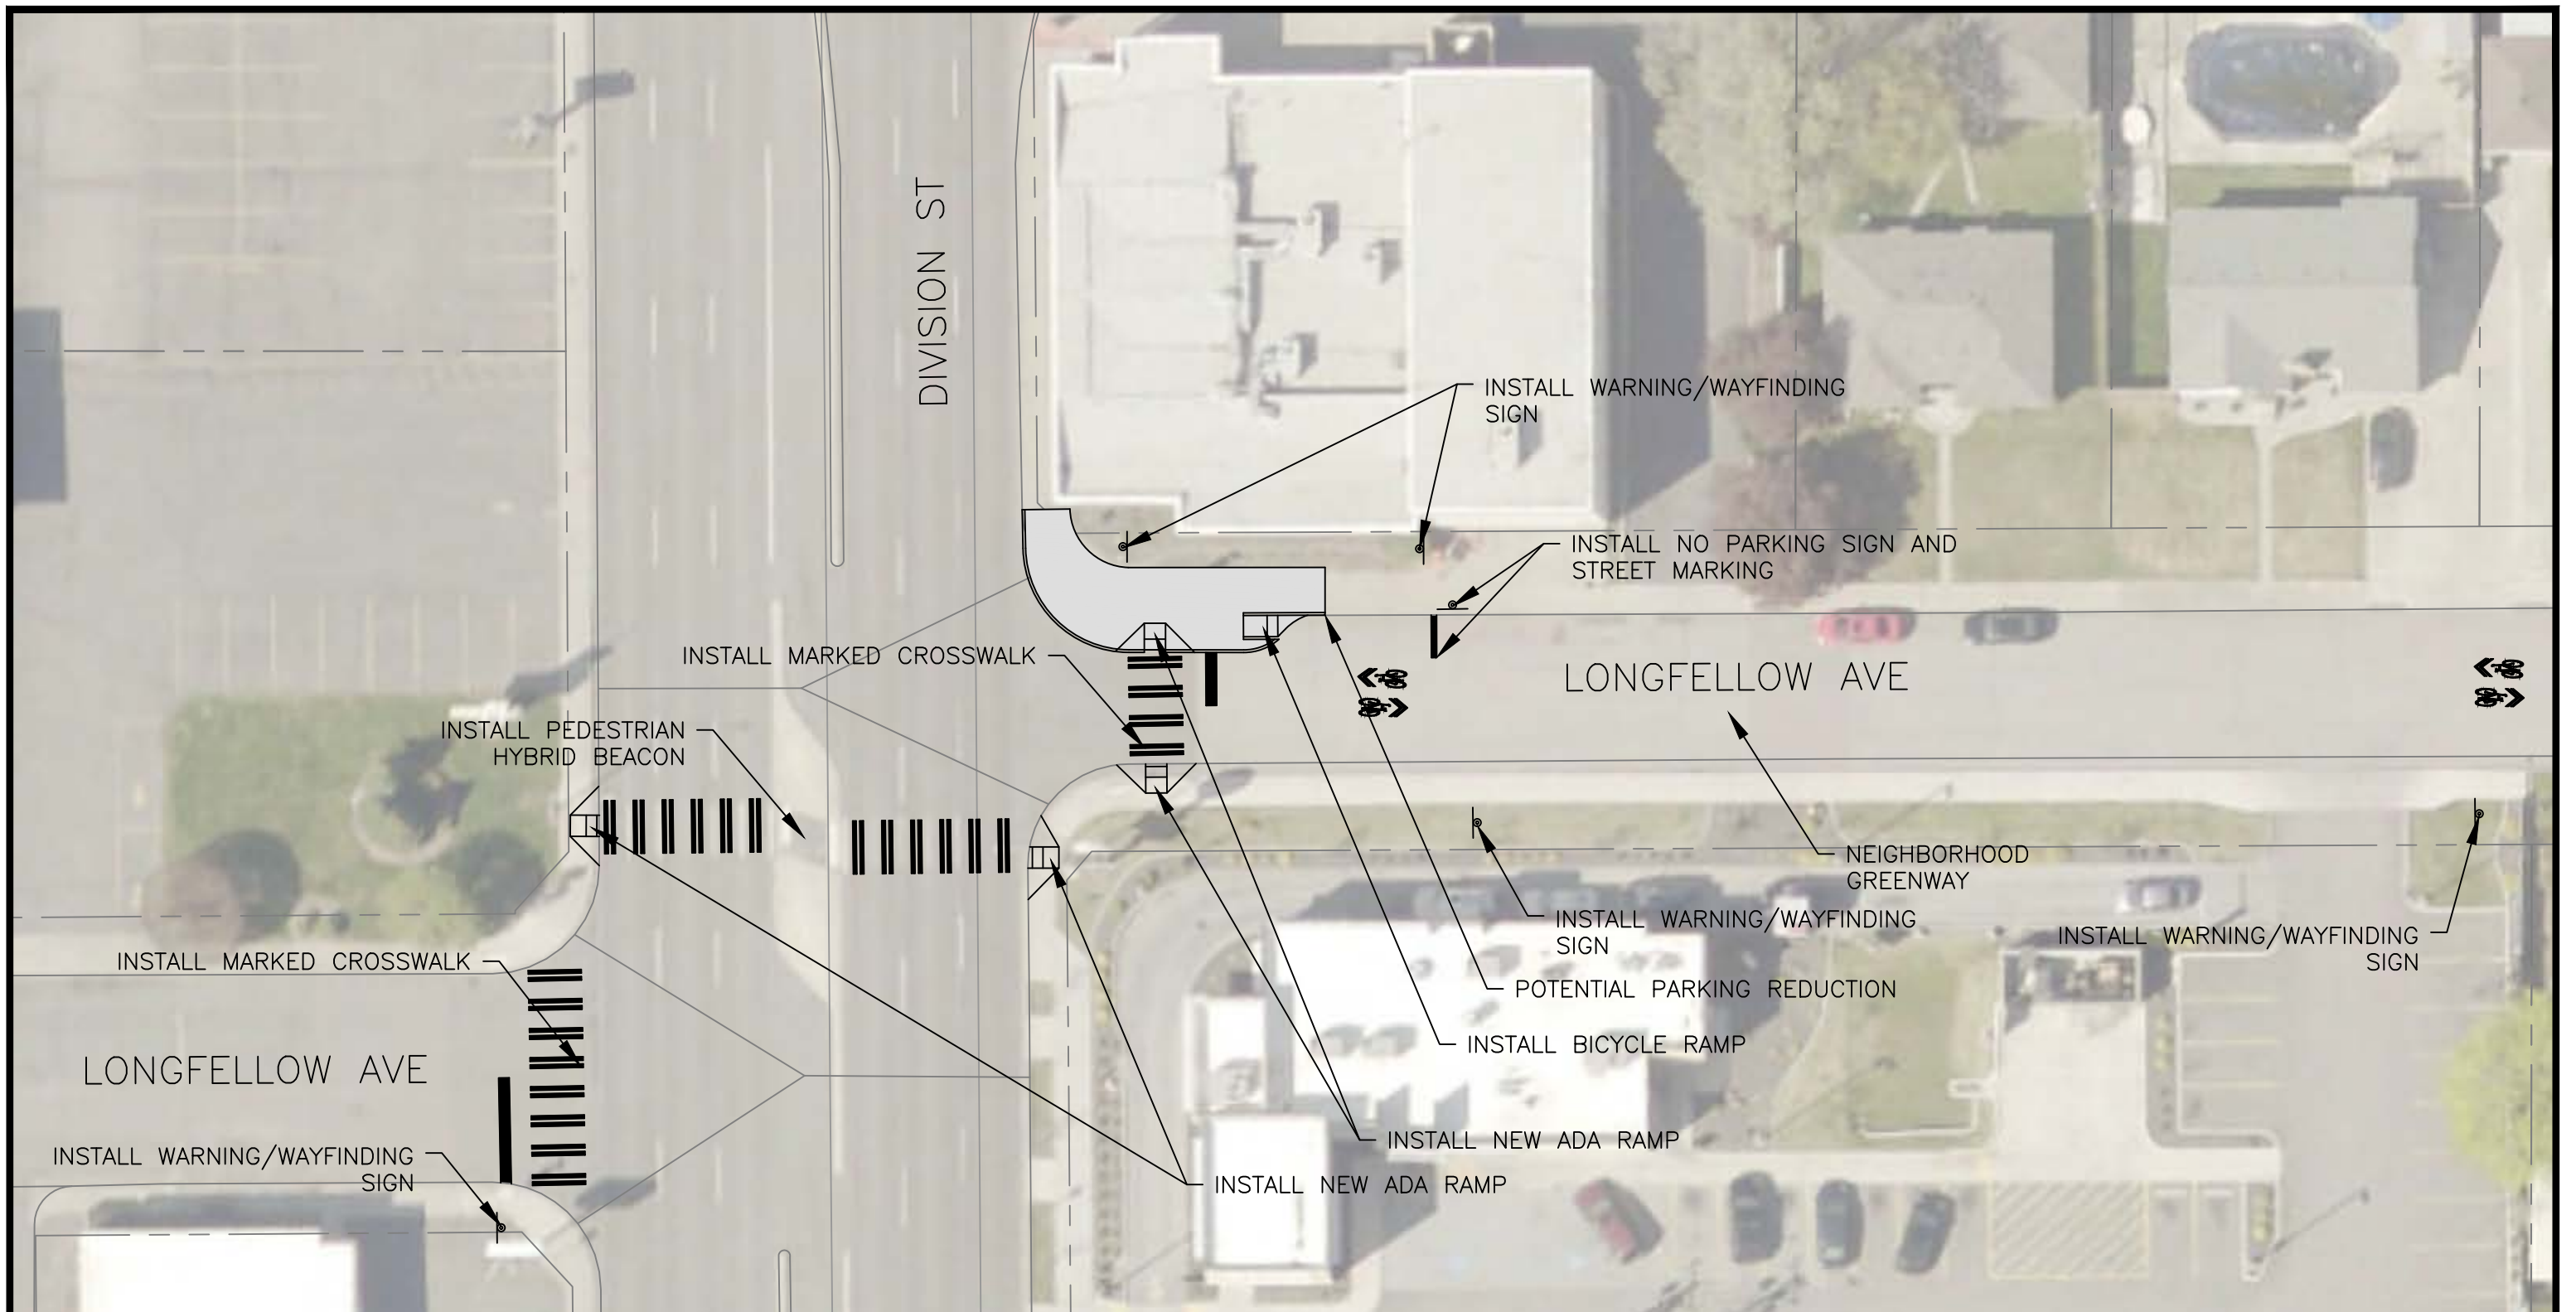 DIVISION ST
INSTALL WARNING/WAYFINDING
SIGN
INSTALL NO PARKING SIGN AND
STREET MARKING
INSTALL MARKED CROSSWALK
LONGFELLOW AVE
INSTALL PEDESTRIAN
HYBRID BEACON
NEIGHBORHOOD
GREENWAY
INSTALL WARNING/WAYFINDING
SIGN
INSTALL WARNING/WAYFINDING
SIGN
INSTALL MARKED CROSSWALK
POTENTIAL PARKING REDUCTION
INSTALL BICYCLE RAMP
LONGFELLOW AVE
INSTALL NEW ADA RAMP
INSTALL WARNING/WAYFINDING
SIGN
INSTALL NEW ADA RAMP